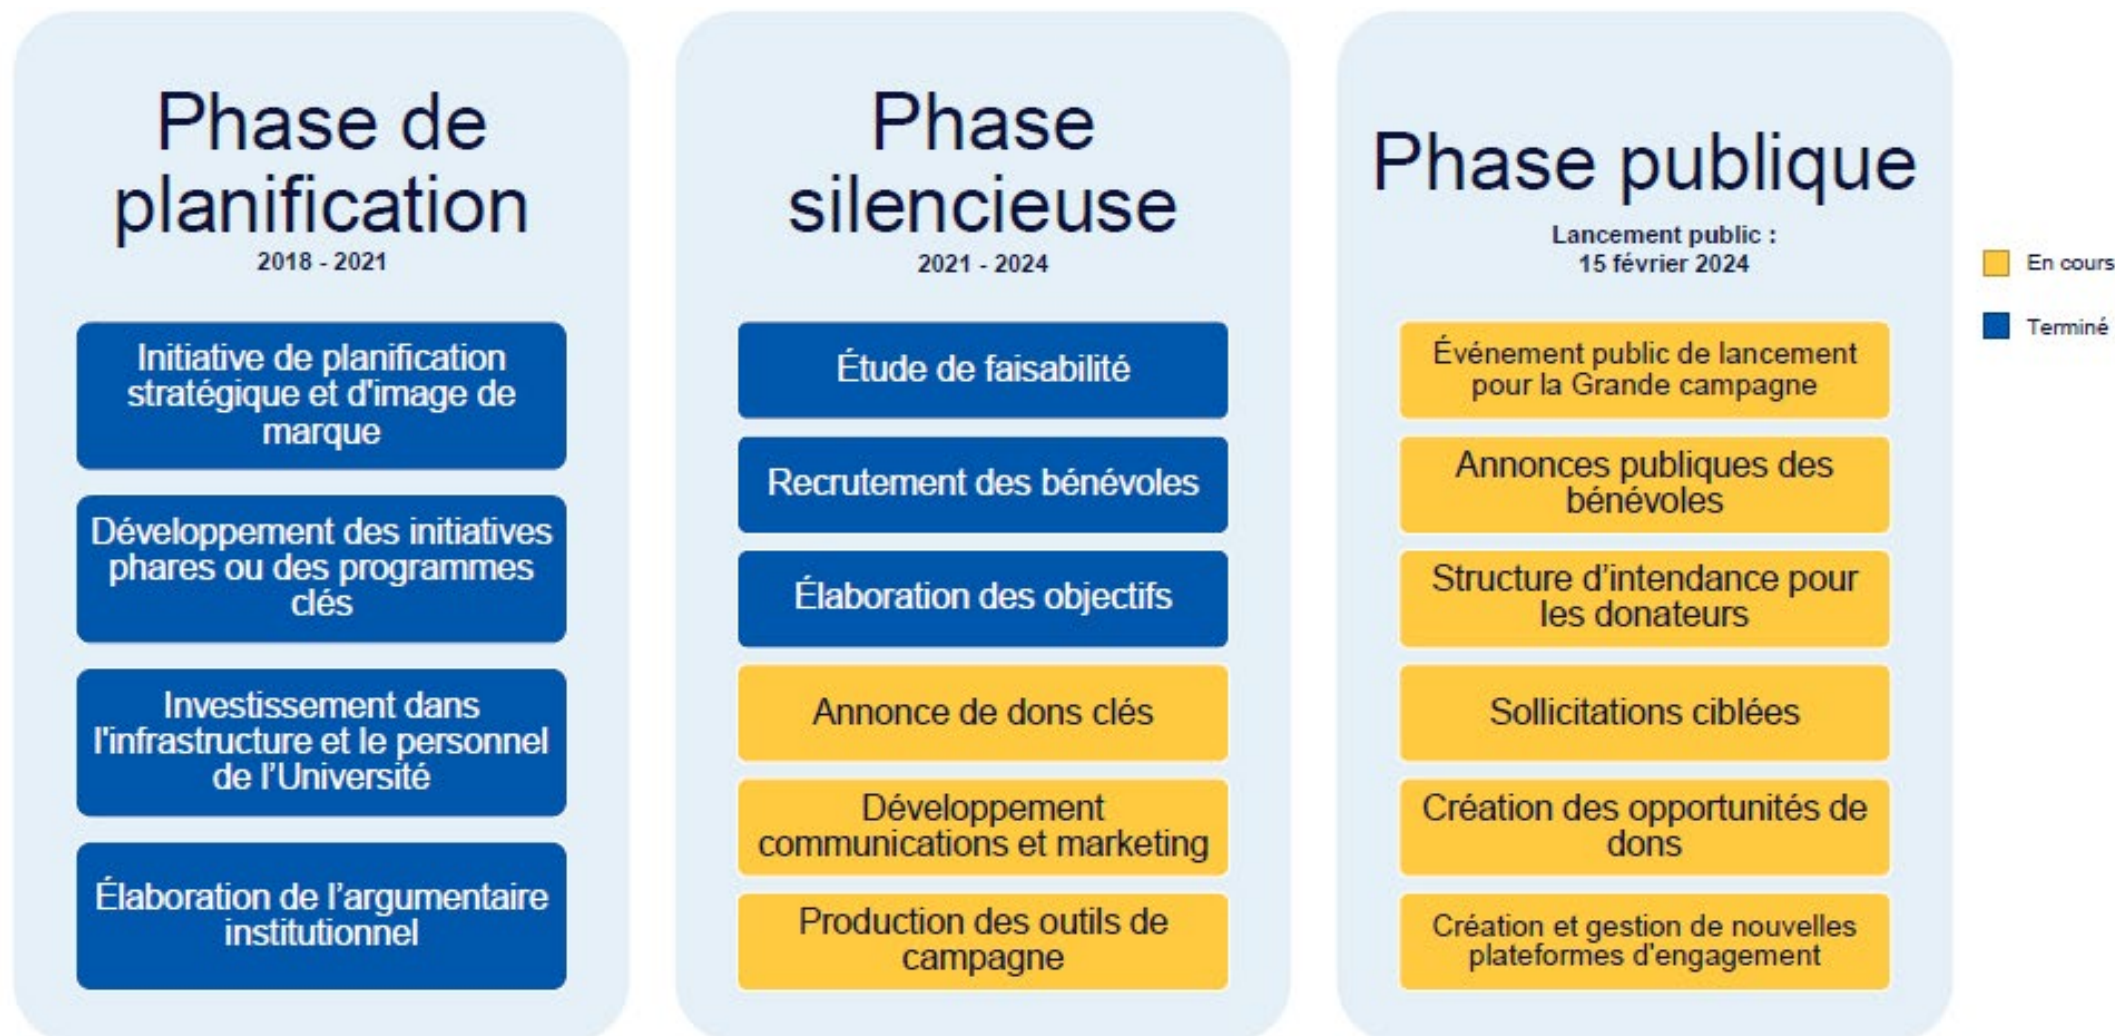 Phase de
planification
2018 - 2021
Initiative de planification
stratégique et d'image de
marque
Développement des initiatives
phares ou des programmes
clés
Investissement dans
l'infrastructure et le personnel
de l’Université
Élaboration de l’argumentaire
institutionnel
Phase
silencieuse
2021 - 2024
Étude de faisabilité
Recrutement des bénévoles
Élaboration des objectifs
Annonce de dons clés
Développement
communications et marketing
Production des outils de
campagne
Phase publique
Lancement public :
15 février 2024
Événement public de lancement
pour la Grande campagne
Annonces publiques des
bénévoles
Structure d’intendance pour
les donateurs
Sollicitations ciblées
Création des opportunités de
dons
Création et gestion de nouvelles
plateformes d'engagement
En cours
Terminé